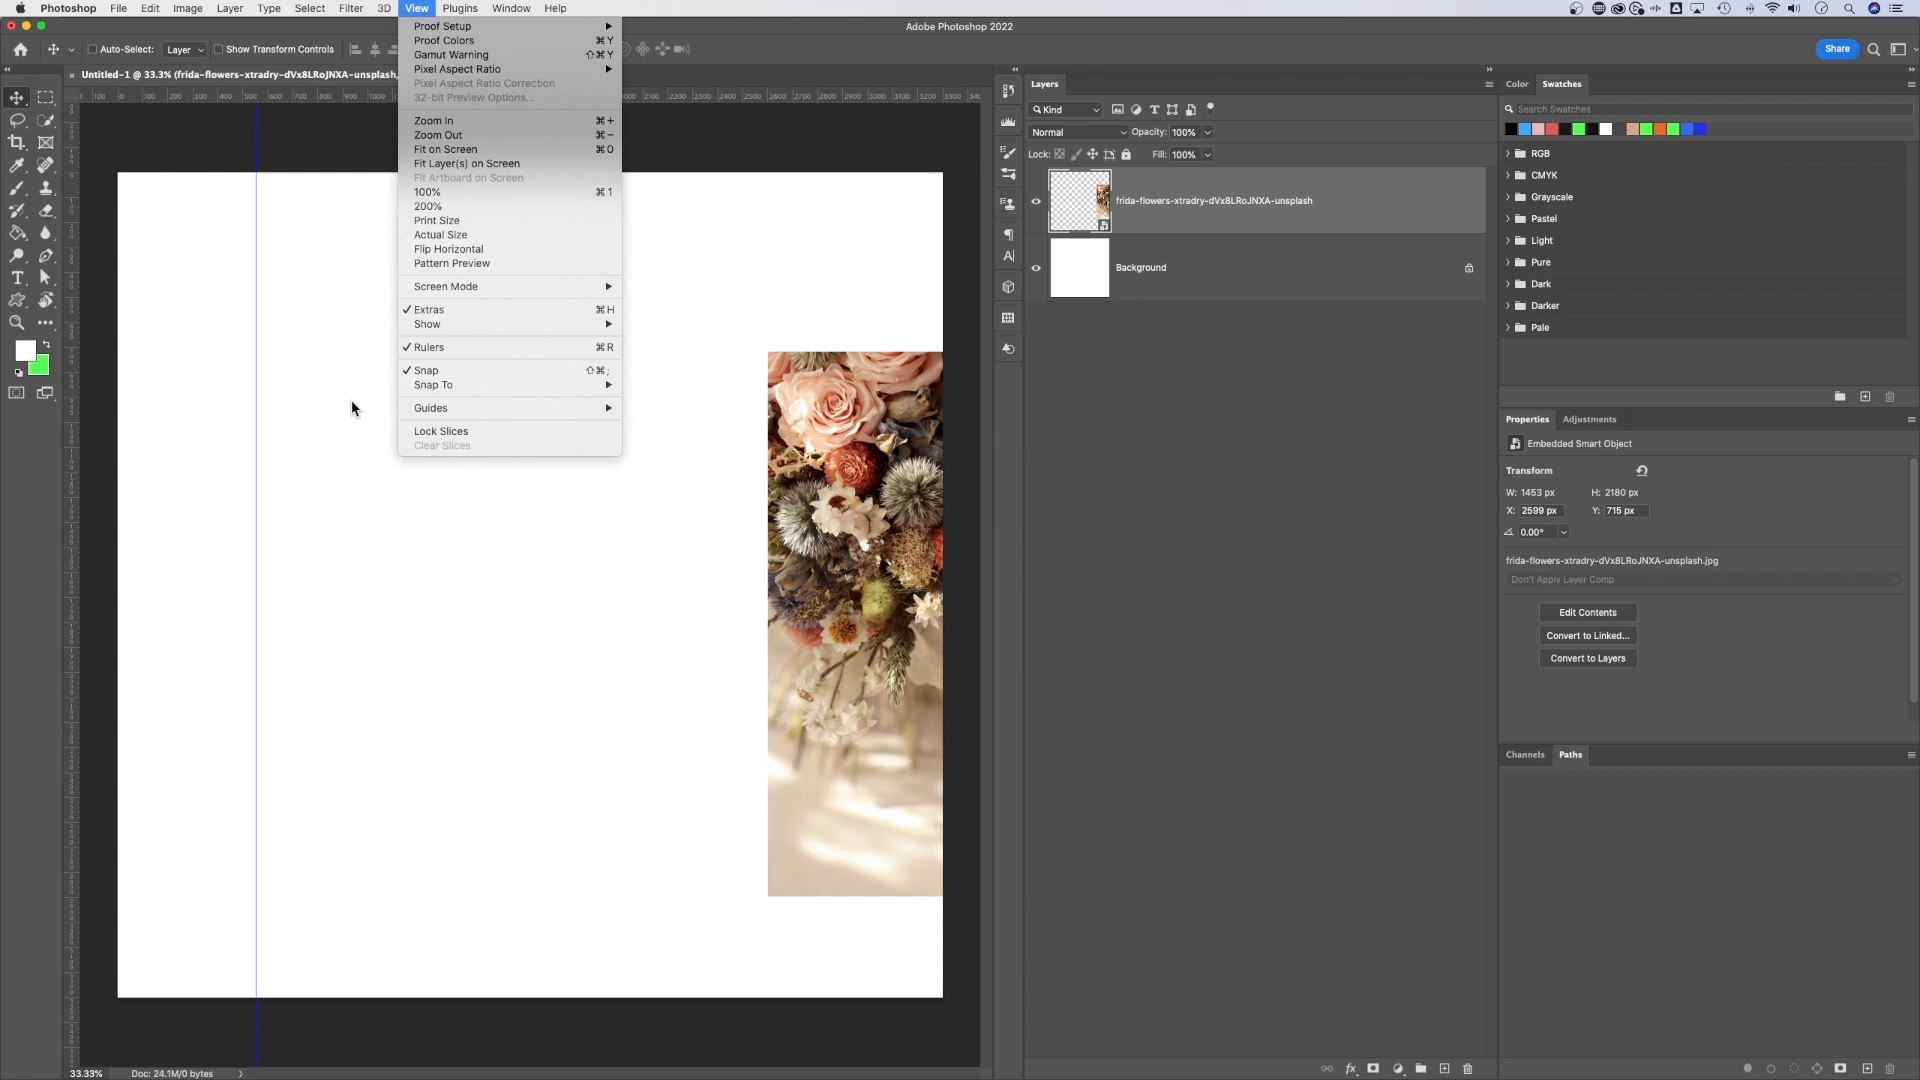 Photoshop File Edit Image Layer Type Select Filter 3D View Plugins Window Help
Adobe Photoshop 2022
Auto-Select: Layer Show Transform Controls
Share
Untitled-1 @ 33.3% (frida-flowers-xtradry-dVx8LRoJNXA-unsplash,
Proof Setup
Proof Colors ⌘Y
Gamut Warning ⇧⌘Y
Pixel Aspect Ratio
Pixel Aspect Ratio Correction
32-bit Preview Options...
Zoom In ⌘+
Zoom Out ⌘−
Fit on Screen ⌘0
Fit Layer(s) on Screen
Fit Artboard on Screen
100% ⌘1
200%
Print Size
Actual Size
Flip Horizontal
Pattern Preview
Screen Mode
✓ Extras ⌘H
Show
✓ Rulers ⌘R
✓ Snap ⇧⌘;
Snap To
Guides
Lock Slices
Clear Slices
Layers
Kind
Normal Opacity: 100%
Lock: Fill: 100%
frida-flowers-xtradry-dVx8LRoJNXA-unsplash
Background
Color Swatches
Search Swatches
RGB
CMYK
Grayscale
Pastel
Light
Pure
Dark
Darker
Pale
Properties Adjustments
Embedded Smart Object
Transform
W: 1453 px H: 2180 px
X: 2599 px Y: 715 px
0.00°
frida-flowers-xtradry-dVx8LRoJNXA-unsplash.jpg
Don't Apply Layer Comp
Edit Contents
Convert to Linked...
Convert to Layers
Channels Paths
33.33% Doc: 24.1M/0 bytes